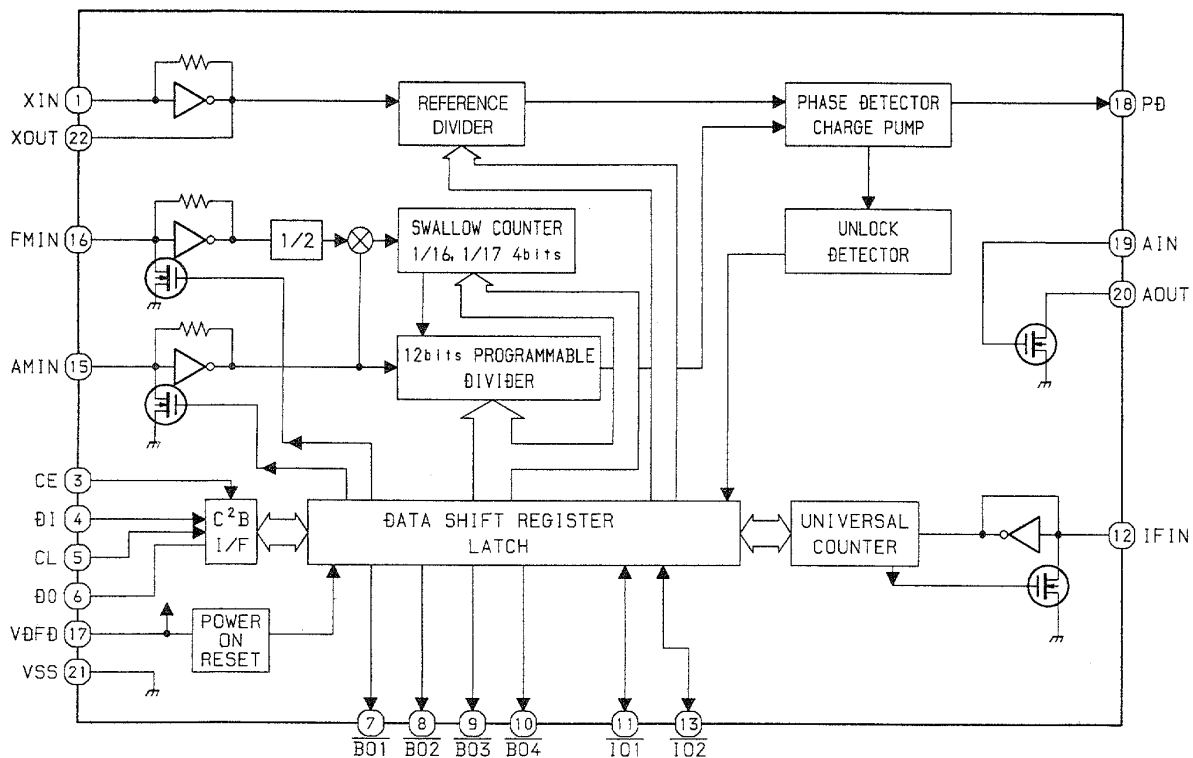 XIN 1
XOUT 22
REFERENCE
DIVIDER
PHASE DETECTOR
CHARGE PUMP
18 PD
FMIN 16
1/2
SWALLOW COUNTER
1/16, 1/17 4bits
UNLOCK
DETECTOR
19 AIN
20 AOUT
AMIN 15
12bits PROGRAMMABLE
DIVIDER
CE 3
DI 4
CL 5
DO 6
C²B
I/F
DATA SHIFT REGISTER
LATCH
UNIVERSAL
COUNTER
12 IFIN
VDFD 17
POWER
ON
RESET
VSS 21
7 8 9 10 11 13
BO1 BO2 BO3 BO4 IO1 IO2